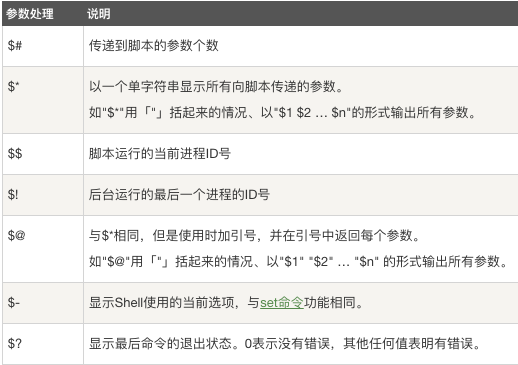 参数处理 说明
$# 传递到脚本的参数个数
$* 以一个单字符串显示所有向脚本传递的参数。
如"$*"用「"」括起来的情况、以"$1 $2 … $n"的形式输出所有参数。
$$ 脚本运行的当前进程ID号
$! 后台运行的最后一个进程的ID号
$@ 与$*相同，但是使用时加引号，并在引号中返回每个参数。
如"$@"用「"」括起来的情况、以"$1" "$2" … "$n" 的形式输出所有参数。
$- 显示Shell使用的当前选项，与set命令功能相同。
$? 显示最后命令的退出状态。0表示没有错误，其他任何值表明有错误。